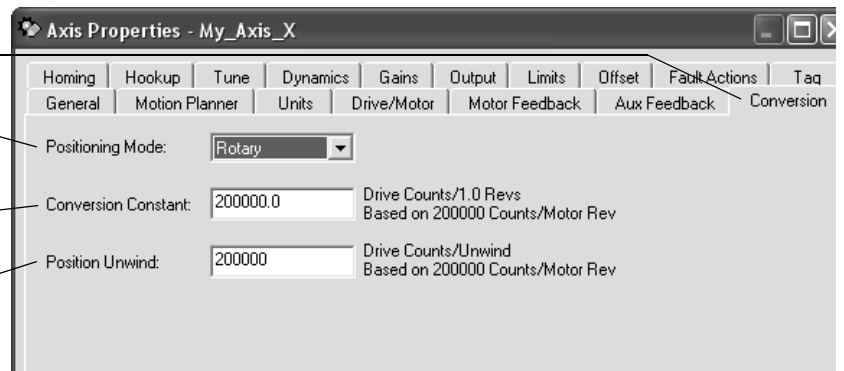 Axis Properties - My_Axis_X
Homing Hookup Tune Dynamics Gains Output Limits Offset Fault Actions Tag
General Motion Planner Units Drive/Motor Motor Feedback Aux Feedback Conversion
Positioning Mode: Rotary
Conversion Constant: 200000.0 Drive Counts/1.0 Revs
Based on 200000 Counts/Motor Rev
Position Unwind: 200000 Drive Counts/Unwind
Based on 200000 Counts/Motor Rev